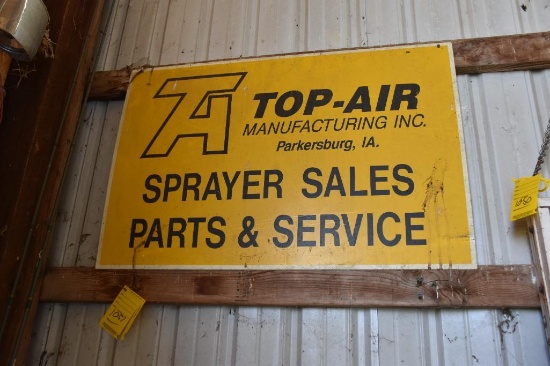 TA
TOP-AIR
MANUFACTURING INC.
Parkersburg, IA.
SPRAYER SALES
PARTS & SERVICE